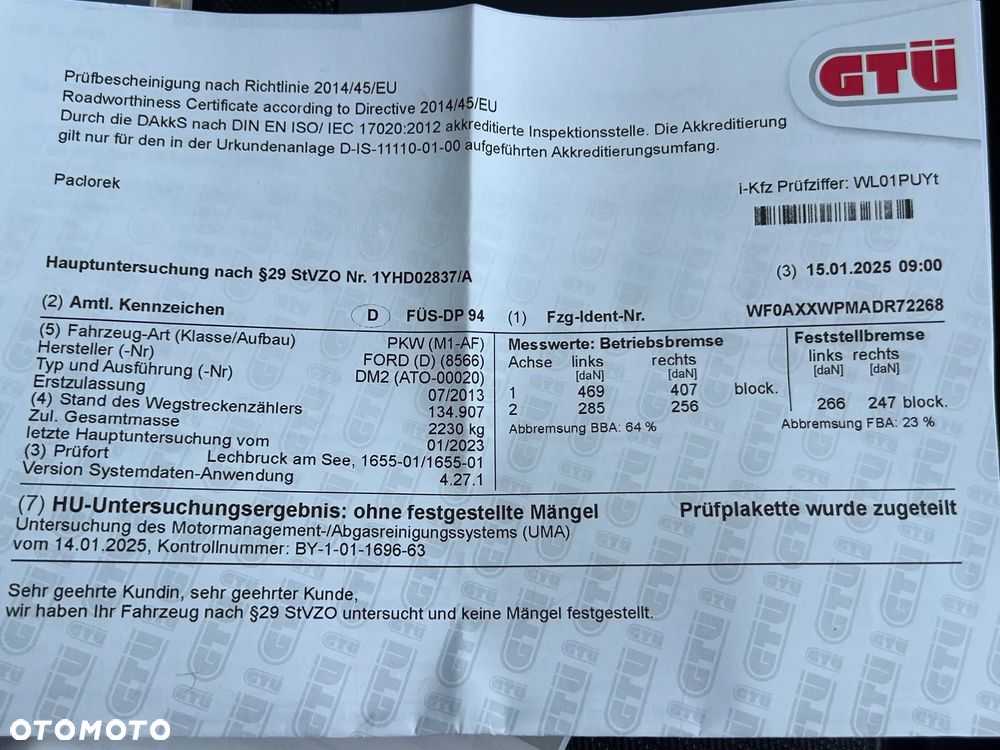 GTÜ
Prüfbescheinigung nach Richtlinie 2014/45/EU
Roadworthiness Certificate according to Directive 2014/45/EU
Durch die DAkkS nach DIN EN ISO/ IEC 17020:2012 akkreditierte Inspektionsstelle. Die Akkreditierung
gilt nur für den in der Urkundenanlage D-IS-11110-01-00 aufgeführten Akkreditierungsumfang.
Paclorek
i-Kfz Prüfziffer: WL01PUYt
Hauptuntersuchung nach §29 StVZO Nr. 1YHD02837/A
(3) 15.01.2025 09:00
(2) Amtl. Kennzeichen D FÜS-DP 94 (1) Fzg-Ident-Nr. WF0AXXWPMADR72268
(5) Fahrzeug-Art (Klasse/Aufbau) PKW (M1-AF)
Hersteller (-Nr) FORD (D) (8566)
Typ und Ausführung (-Nr) DM2 (ATO-00020)
Erstzulassung 07/2013
(4) Stand des Wegstreckenzählers 134.907
Zul. Gesamtmasse 2230 kg
letzte Hauptuntersuchung vom 01/2023
(3) Prüfort Lechbruck am See, 1655-01/1655-01
Version Systemdaten-Anwendung 4.27.1
Messwerte: Betriebsbremse
Achse links rechts
[daN] [daN]
1 469 407 block.
2 285 256
Abbremsung BBA: 64 %
Feststellbremse
links rechts
[daN] [daN]
266 247 block.
Abbremsung FBA: 23 %
(7) HU-Untersuchungsergebnis: ohne festgestellte Mängel Prüfplakette wurde zugeteilt
Untersuchung des Motormanagement-/Abgasreinigungssystems (UMA)
vom 14.01.2025, Kontrollnummer: BY-1-01-1696-63
Sehr geehrte Kundin, sehr geehrter Kunde,
wir haben Ihr Fahrzeug nach §29 StVZO untersucht und keine Mängel festgestellt.
OTOMOTO